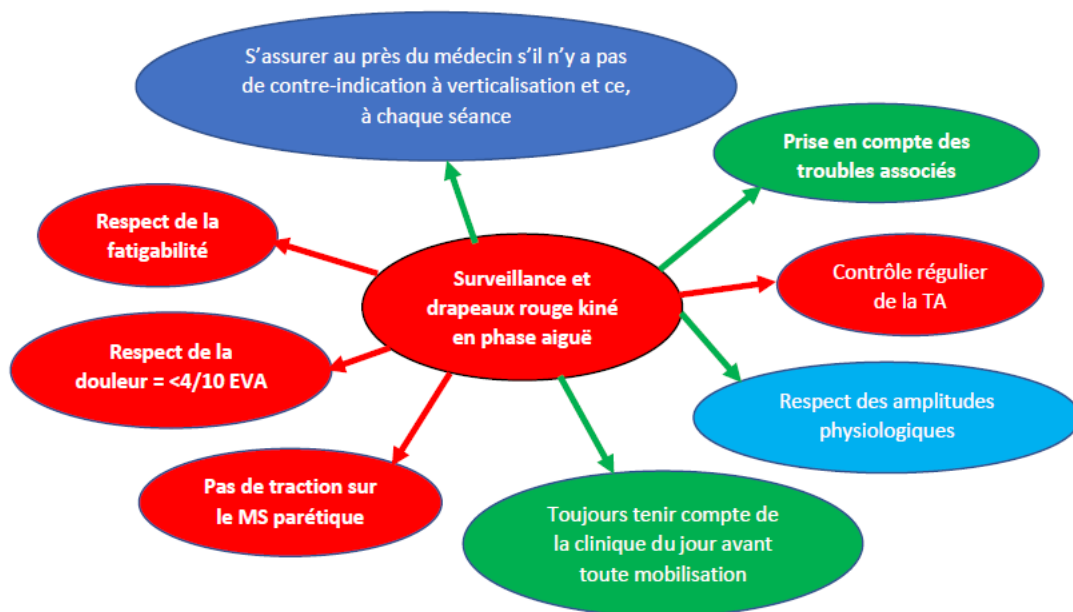 S’assurer au près du médecin s’il n’y a pas
de contre-indication à verticalisation et ce,
à chaque séance
Prise en compte des
troubles associés
Respect de la
fatigabilité
Surveillance et
drapeaux rouge kiné
en phase aiguë
Contrôle régulier
de la TA
Respect de la
douleur = <4/10 EVA
Respect des amplitudes
physiologiques
Pas de traction sur
le MS parétique
Toujours tenir compte de
la clinique du jour avant
toute mobilisation